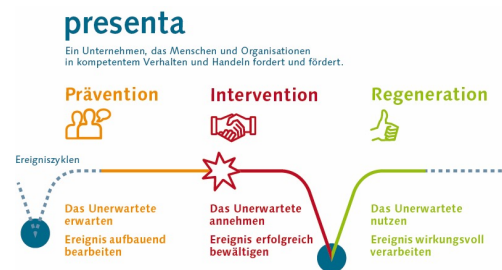 presenta
Ein Unternehmen, das Menschen und Organisationen
in kompetentem Verhalten und Handeln fordert und fördert.
Prävention
Intervention
Regeneration
Ereigniszyklen
Das Unerwartete
erwarten
Ereignis aufbauend
bearbeiten
Das Unerwartete
annehmen
Ereignis erfolgreich
bewältigen
Das Unerwartete
nutzen
Ereignis wirkungsvoll
verarbeiten